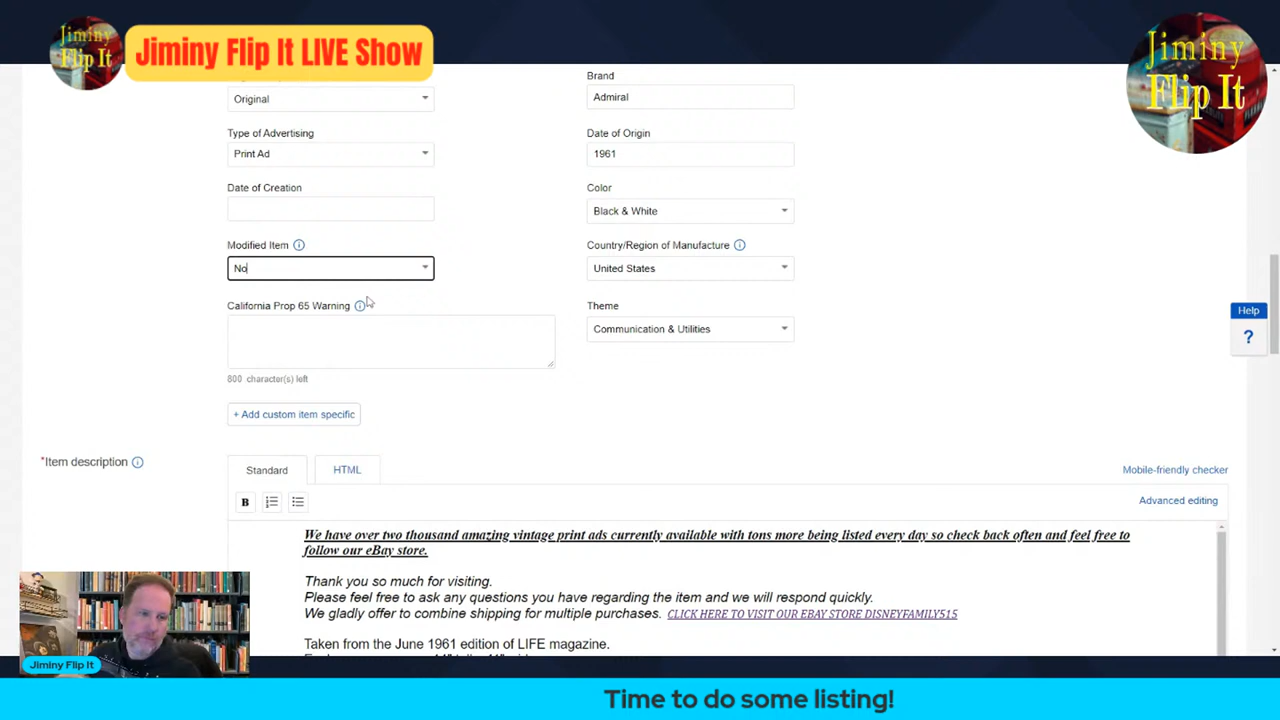 Jiminy
Flip It
Jiminy Flip It LIVE Show
Jiminy
Flip It
Brand
Original
Admiral
Type of Advertising
Date of Origin
Print Ad
1961
Date of Creation
Color
Black & White
Modified Item
Country/Region of Manufacture
No
United States
California Prop 65 Warning
Theme
Communication & Utilities
800 character(s) left
+ Add custom item specific
Help
?
*Item description
Standard
HTML
Mobile-friendly checker
B
Advanced editing
We have over two thousand amazing vintage print ads currently available with tons more being listed every day so check back often and feel free to
follow our eBay store.
Thank you so much for visiting.
Please feel free to ask any questions you have regarding the item and we will respond quickly.
We gladly offer to combine shipping for multiple purchases. CLICK HERE TO VISIT OUR EBAY STORE DISNEYFAMILY515
Taken from the June 1961 edition of LIFE magazine.
Jiminy Flip It
Time to do some listing!